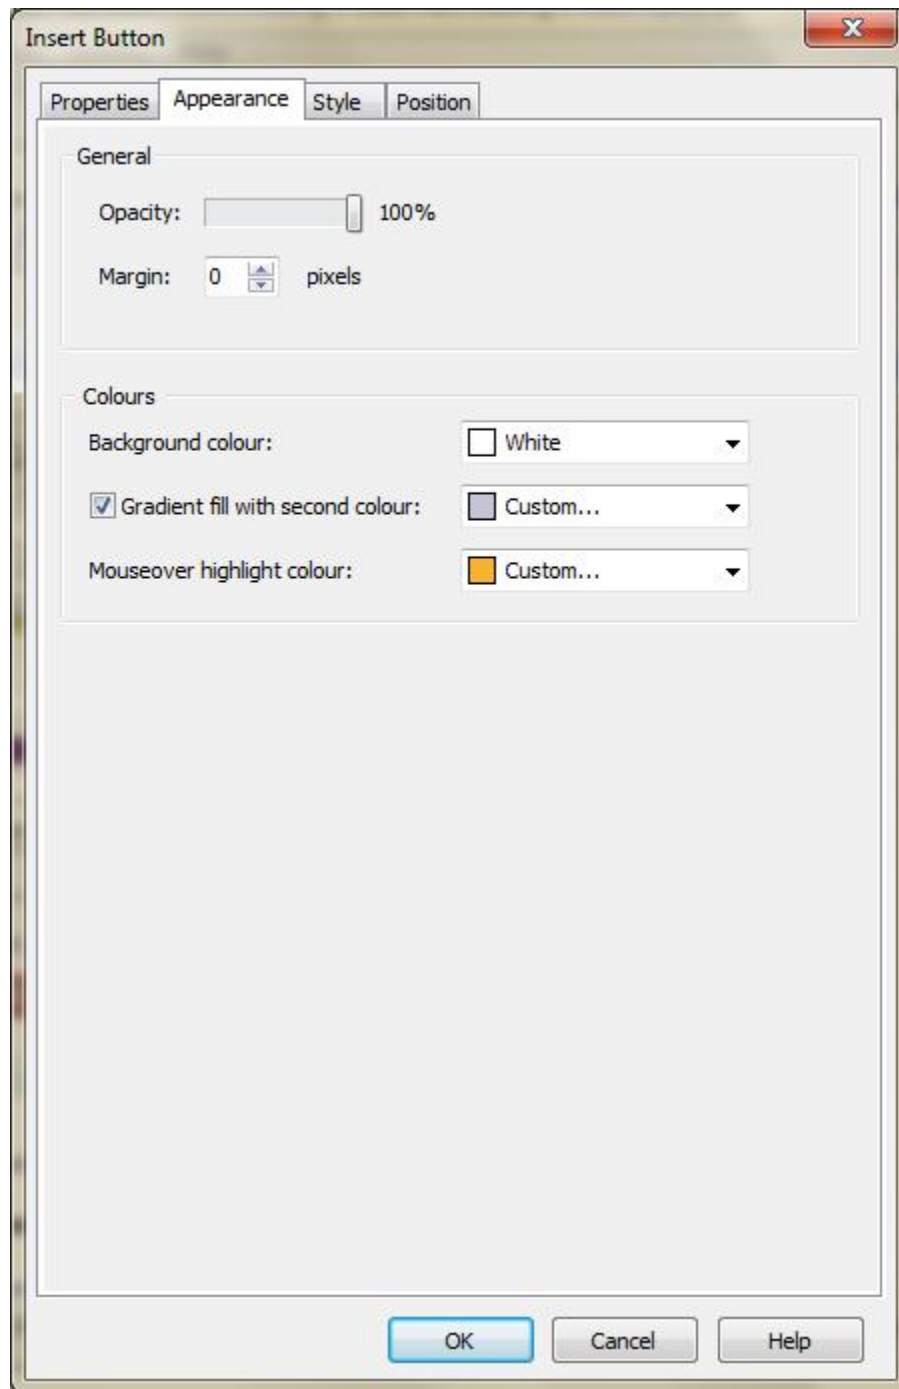 Insert Button
Properties Appearance Style Position
General
Opacity: 100%
Margin: 0 pixels
Colours
Background colour: White
Gradient fill with second colour: Custom...
Mouseover highlight colour: Custom...
OK Cancel Help